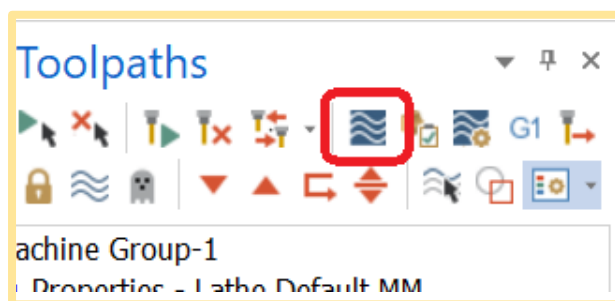 Toolpaths
G1
achine Group-1
Properties - Lathe Default MM